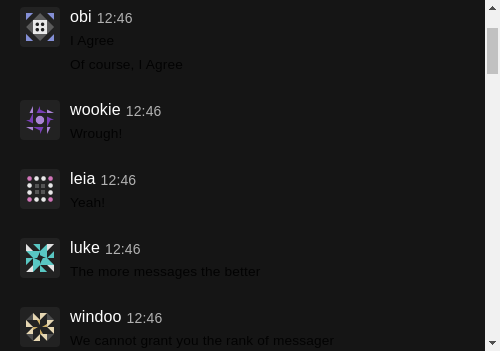 obi 12:46
I Agree
Of course, I Agree
wookie 12:46
Wrough!
leia 12:46
Yeah!
luke 12:46
The more messages the better
windoo 12:46
We cannot grant you the rank of messager